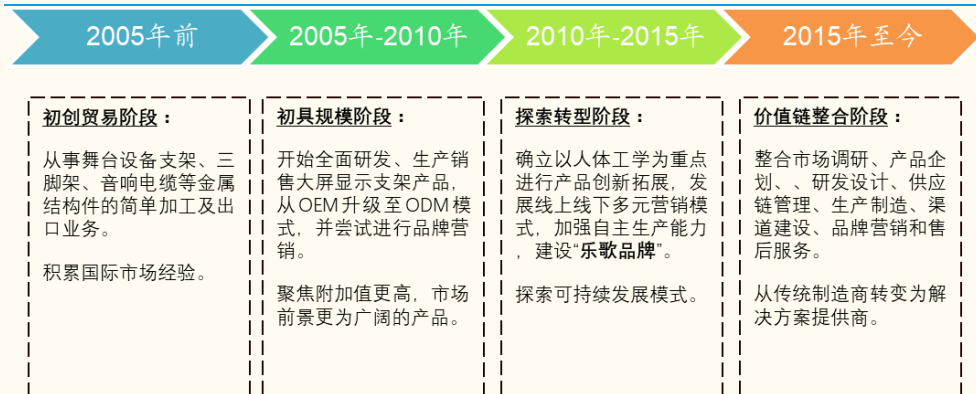 2005年前
2005年-2010年
2010年-2015年
2015年至今
初创贸易阶段：
从事舞台设备支架、三
脚架、音响电缆等金属
结构件的简单加工及出
口业务。
积累国际市场经验。
初具规模阶段：
开始全面研发、生产销
售大屏显示支架产品，
从OEM升级至ODM模
式，并尝试进行品牌营
销。
聚焦附加值更高，市场
前景更为广阔的产品。
探索转型阶段：
确立以人体工学为重点
进行产品创新拓展，发
展线上线下多元营销模
式，加强自主生产能力
，建设“乐歌品牌”。
探索可持续发展模式。
价值链整合阶段：
整合市场调研、产品企
划、、研发设计、供应
链管理、生产制造、渠
道建设、品牌营销和售
后服务。
从传统制造商转变为解
决方案提供商。